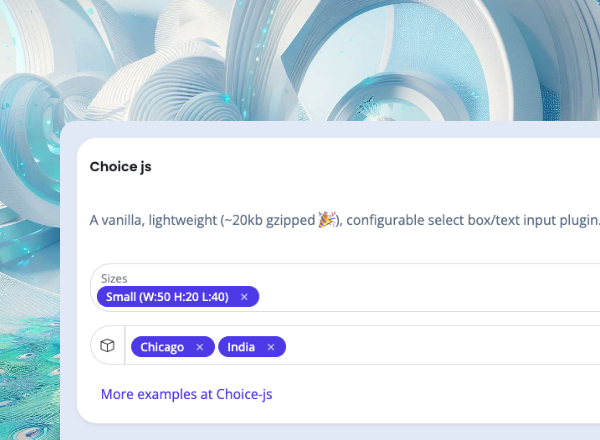 Choice js
A vanilla, lightweight (~20kb gzipped 🎉), configurable select box/text input plugin.
Sizes
Small (W:50 H:20 L:40) ×
Chicago × India ×
More examples at Choice-js